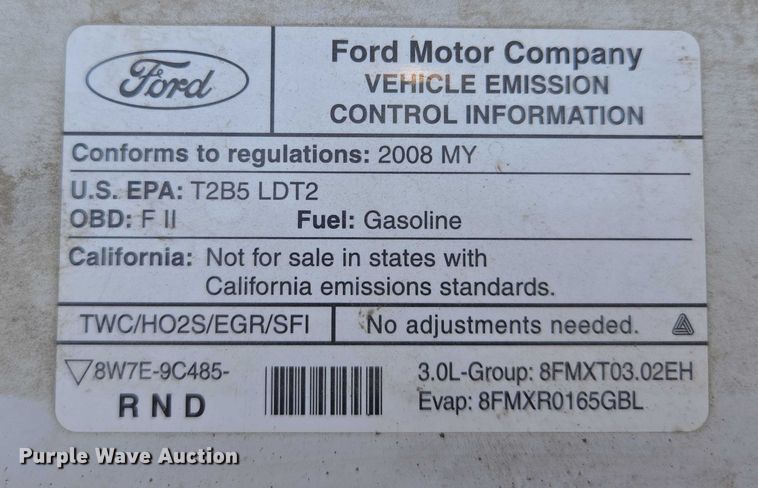 Ford
Ford Motor Company
VEHICLE EMISSION
CONTROL INFORMATION
Conforms to regulations: 2008 MY
U.S. EPA: T2B5 LDT2
OBD: F II Fuel: Gasoline
California: Not for sale in states with
California emissions standards.
TWC/HO2S/EGR/SFI No adjustments needed.
8W7E-9C485-
RND
3.0L-Group: 8FMXT03.02EH
Evap: 8FMXR0165GBL
Purple Wave Auction